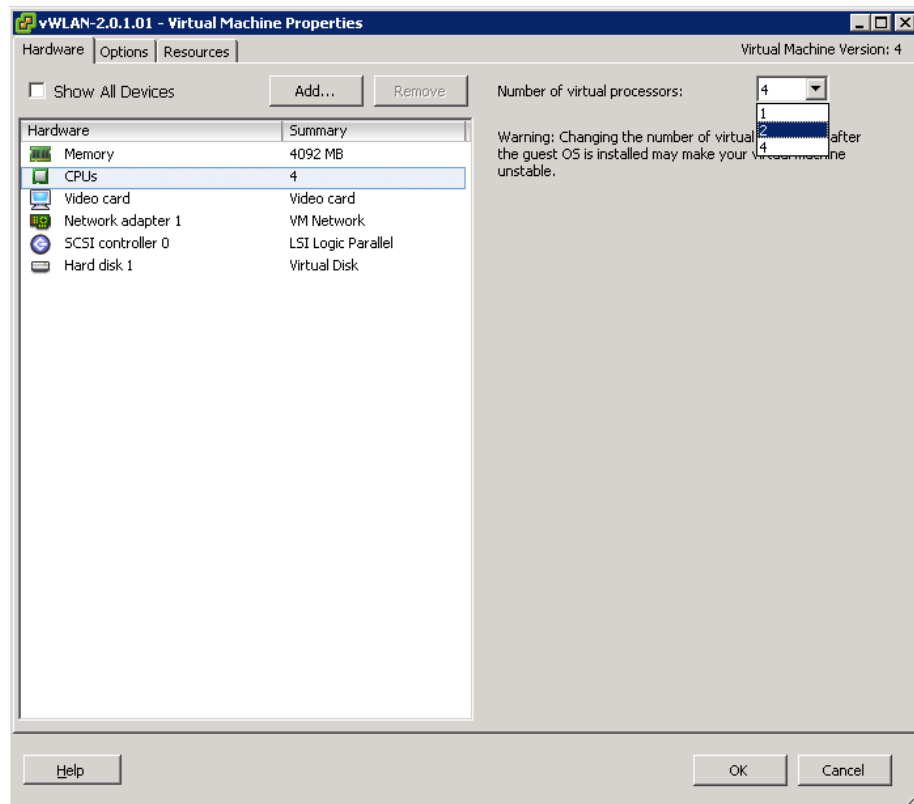 vWLAN-2.0.1.01 - Virtual Machine Properties
Hardware Options Resources Virtual Machine Version: 4
Show All Devices Add... Remove Number of virtual processors: 4
1
2
4
Hardware Summary
Memory 4092 MB
CPUs 4
Video card Video card
Network adapter 1 VM Network
SCSI controller 0 LSI Logic Parallel
Hard disk 1 Virtual Disk
Warning: Changing the number of virtual after
the guest OS is installed may make your virtual machine
unstable.
Help OK Cancel